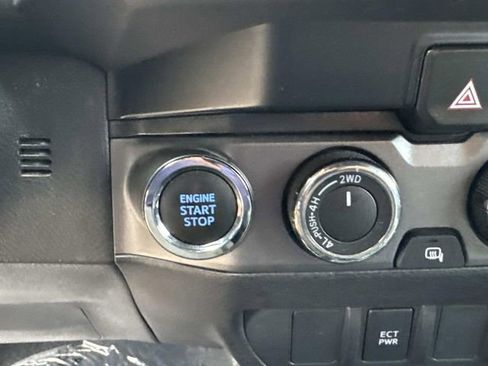 ENGINE
START
STOP
2WD
4H
4L-PUSH
ECT
PWR